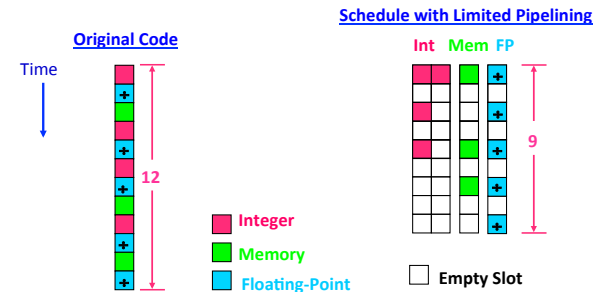 Schedule with Limited Pipelining
Original Code
Int Mem FP
Time
+
+
+
+
+
12
+
+
+
+
+
9
Integer
Memory
Floating-Point
Empty Slot